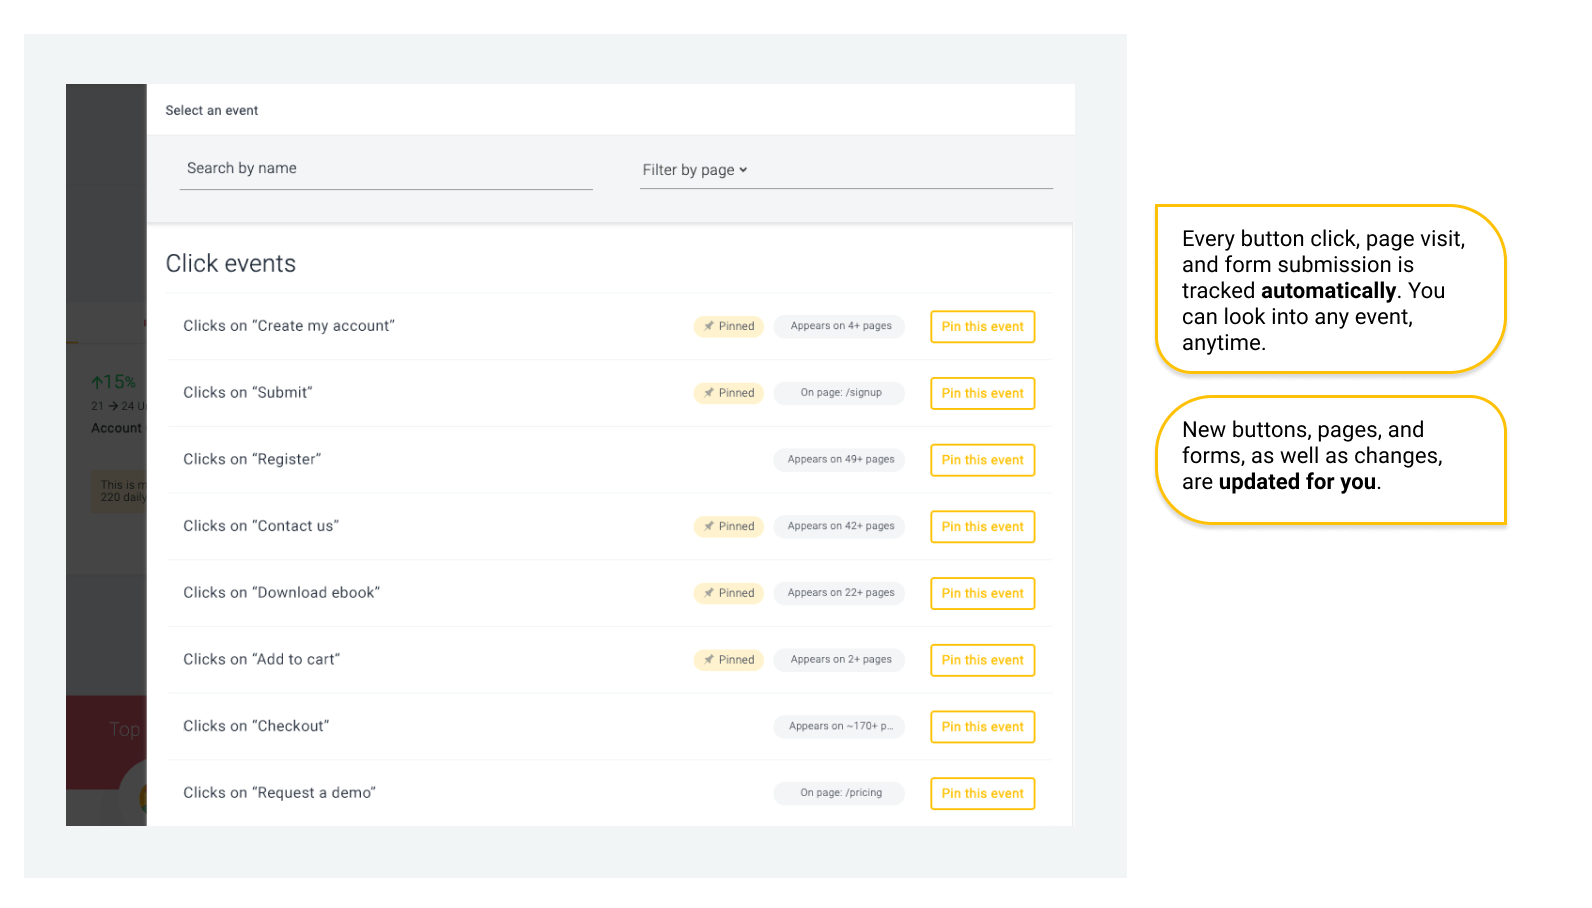 Select an event
Search by name
Filter by page
Click events
Clicks on “Create my account”
Pinned
Appears on 4+ pages
Pin this event
Clicks on “Submit”
Pinned
On page: /signup
Pin this event
Clicks on “Register”
Appears on 49+ pages
Pin this event
Clicks on “Contact us”
Pinned
Appears on 42+ pages
Pin this event
Clicks on “Download ebook”
Pinned
Appears on 22+ pages
Pin this event
Clicks on “Add to cart”
Pinned
Appears on 2+ pages
Pin this event
Clicks on “Checkout”
Appears on ~170+ p...
Pin this event
Clicks on “Request a demo”
On page: /pricing
Pin this event
↑15%
21 → 24
Account
This is
220 daily
Top
Every button click, page visit,
and form submission is
tracked automatically. You
can look into any event,
anytime.
New buttons, pages, and
forms, as well as changes,
are updated for you.